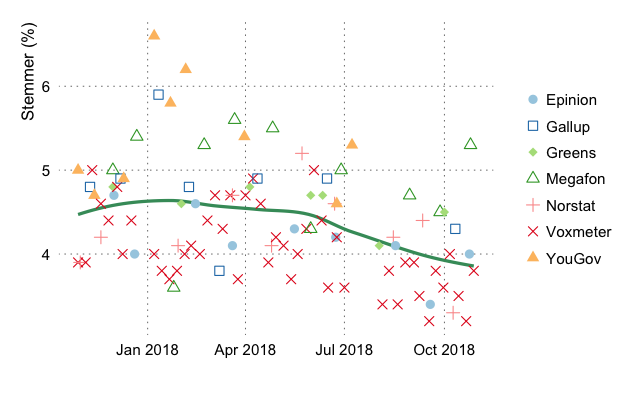 Stemmer (%)
6
5
4
Jan 2018
Apr 2018
Jul 2018
Oct 2018
Epinion
Gallup
Greens
Megafon
Norstat
Voxmeter
YouGov